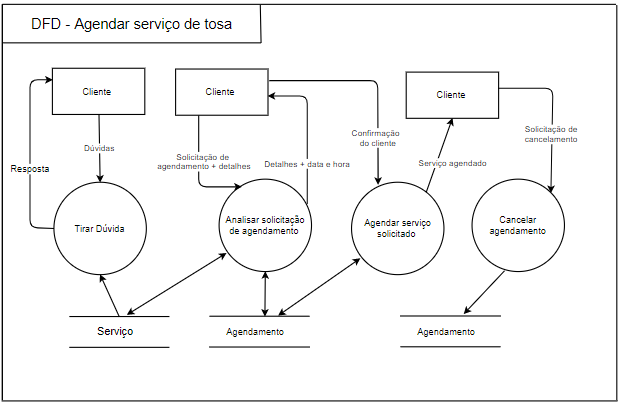 DFD - Agendar serviço de tosa
Cliente
Cliente
Cliente
Dúvidas
Resposta
Solicitação de
agendamento + detalhes
Detalhes + data e hora
Confirmação
do cliente
Serviço agendado
Solicitação de
cancelamento
Tirar Dúvida
Analisar solicitação
de agendamento
Agendar serviço
solicitado
Cancelar
agendamento
Serviço
Agendamento
Agendamento